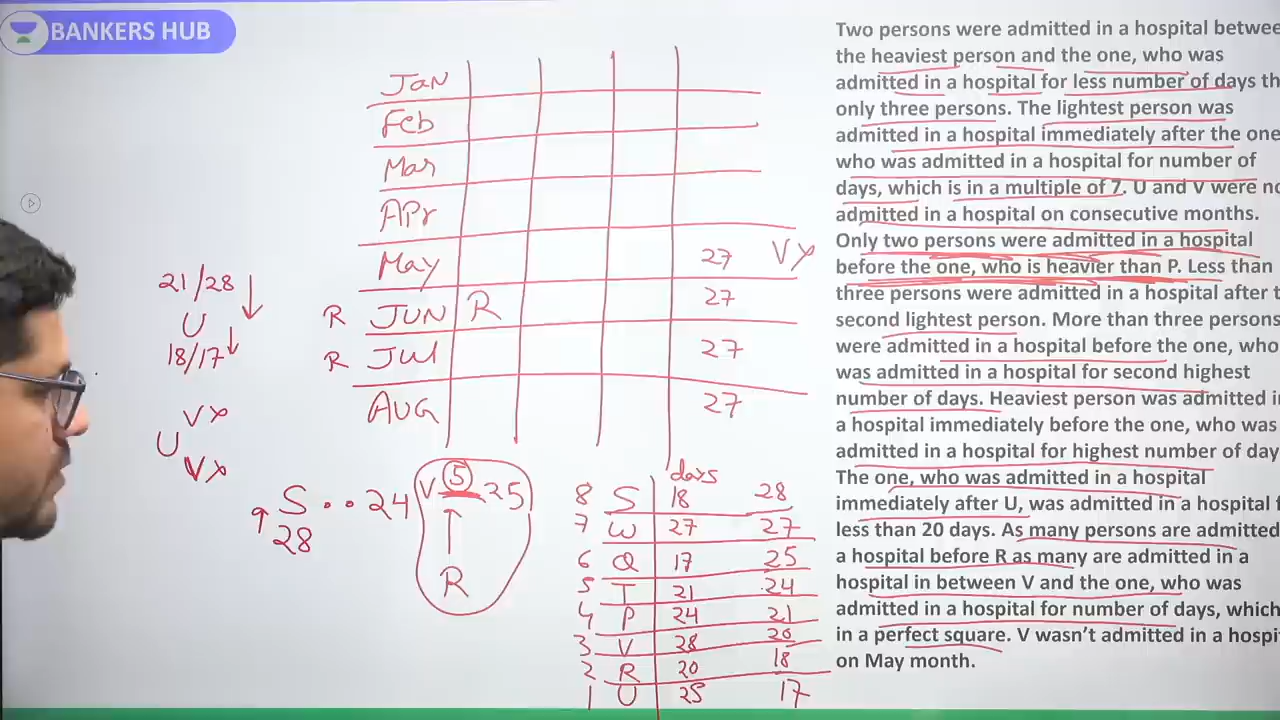 BANKERS HUB
Two persons were admitted in a hospital betwee
the heaviest person and the one, who was
admitted in a hospital for less number of days th
only three persons. The lightest person was
admitted in a hospital immediately after the one
who was admitted in a hospital for number of
days, which is in a multiple of 7. U and V were no
admitted in a hospital on consecutive months.
Only two persons were admitted in a hospital
before the one, who is heavier than P. Less than
three persons were admitted in a hospital after t
second lightest person. More than three persons
were admitted in a hospital before the one, who
was admitted in a hospital for second highest
number of days. Heaviest person was admitted in
a hospital immediately before the one, who was
admitted in a hospital for highest number of day
The one, who was admitted in a hospital
immediately after U, was admitted in a hospital f
less than 20 days. As many persons are admitted
a hospital before R as many are admitted in a
hospital in between V and the one, who was
admitted in a hospital for number of days, which
in a perfect square. V wasn't admitted in a hospi
on May month.
Jan
Feb
Mar
APr
May 27 Vx
R JUN R 27
R Jul 27
AUG 27
21/28
U
18/17
Vx
U
Vx
S · · 24 V 5 25
28
R
days
8 S 18 28
7 W 27 27
6 Q 17 25
5 T 21 24
4 P 24 21
3 V 28 20
2 R 20 18
1 U 25 17